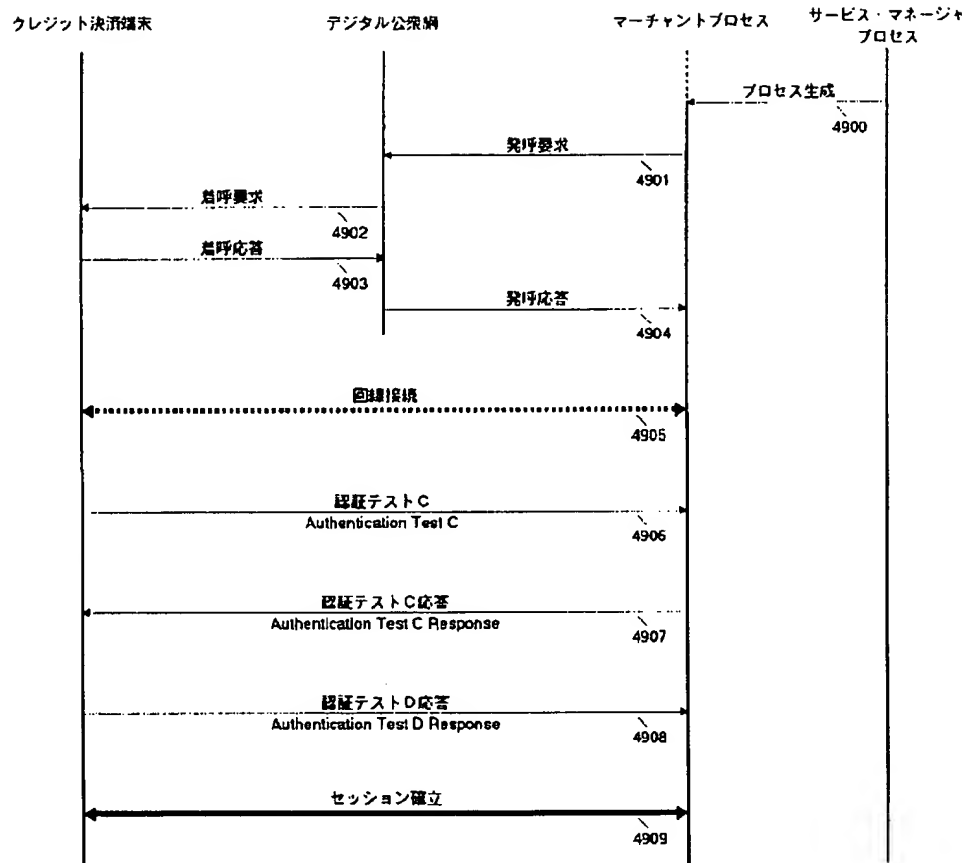 クレジット決済端末
デジタル公衆網
マーチャントプロセス
サービス・マネージャ
プロセス
プロセス生成
4900
発呼要求
4901
着呼要求
4902
着呼応答
4903
発呼応答
4904
回線接続
4905
認証テストC
Authentication Test C
4906
認証テストC応答
Authentication Test C Response
4907
認証テストD応答
Authentication Test D Response
4908
セッション確立
4909